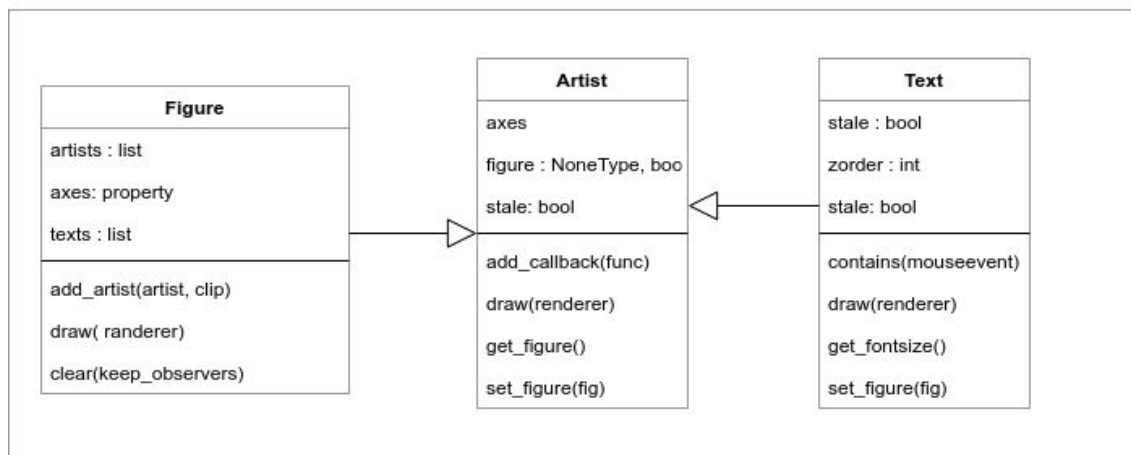 Figure
artists : list
axes: property
texts : list
add_artist(artist, clip)
draw( randerer)
clear(keep_observers)
Artist
axes
figure : NoneType, boo
stale: bool
add_callback(func)
draw(renderer)
get_figure()
set_figure(fig)
Text
stale : bool
zorder : int
stale: bool
contains(mouseevent)
draw(renderer)
get_fontsize()
set_figure(fig)